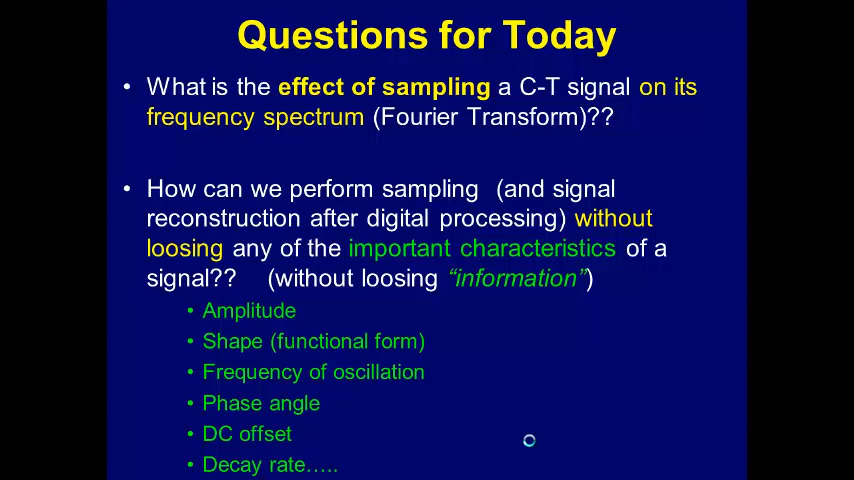 Questions for Today
• What is the effect of sampling a C-T signal on its
frequency spectrum (Fourier Transform)??
• How can we perform sampling (and signal
reconstruction after digital processing) without
loosing any of the important characteristics of a
signal?? (without loosing “information”)
• Amplitude
• Shape (functional form)
• Frequency of oscillation
• Phase angle
• DC offset
• Decay rate…..